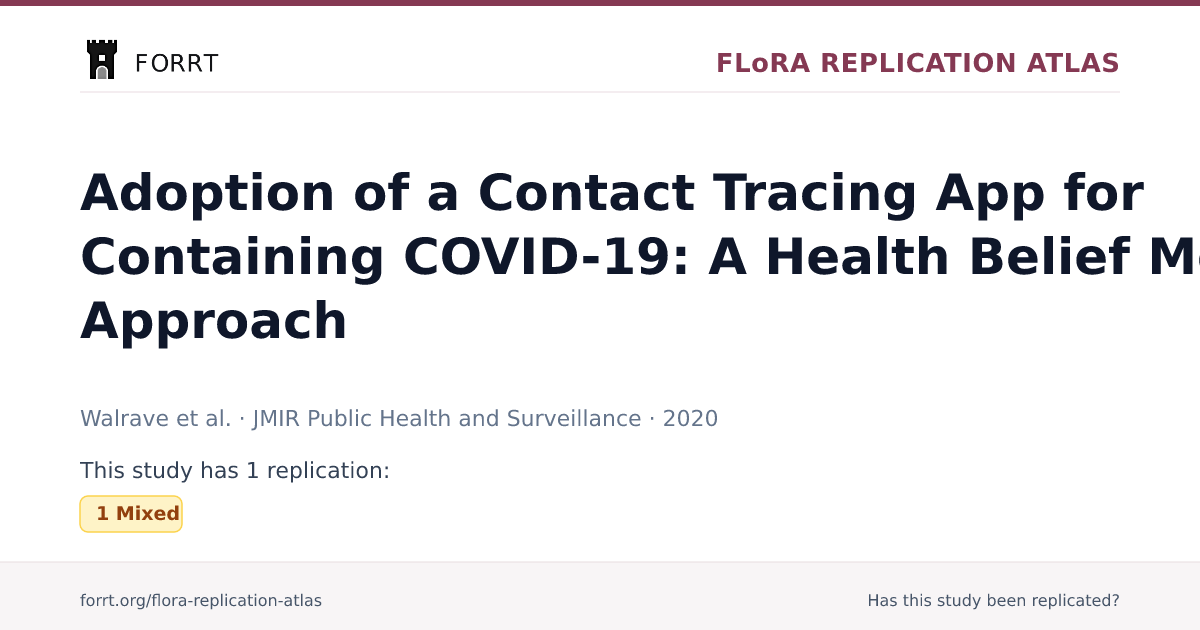 FORRT
FLoRA REPLICATION ATLAS
Adoption of a Contact Tracing App for
Containing COVID-19: A Health Belief
Approach
Walrave et al. · JMIR Public Health and Surveillance · 2020
This study has 1 replication:
1 Mixed
forrt.org/flora-replication-atlas
Has this study been replicated?